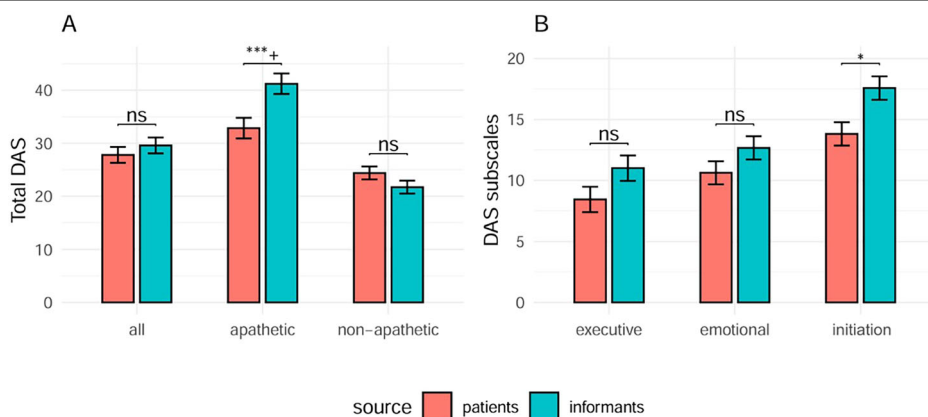 A
Total DAS
40
30
20
10
0
ns
***+
ns
all
apathetic
non-apathetic
B
DAS subscales
20
15
10
5
0
ns
ns
*
executive
emotional
initiation
source patients informants